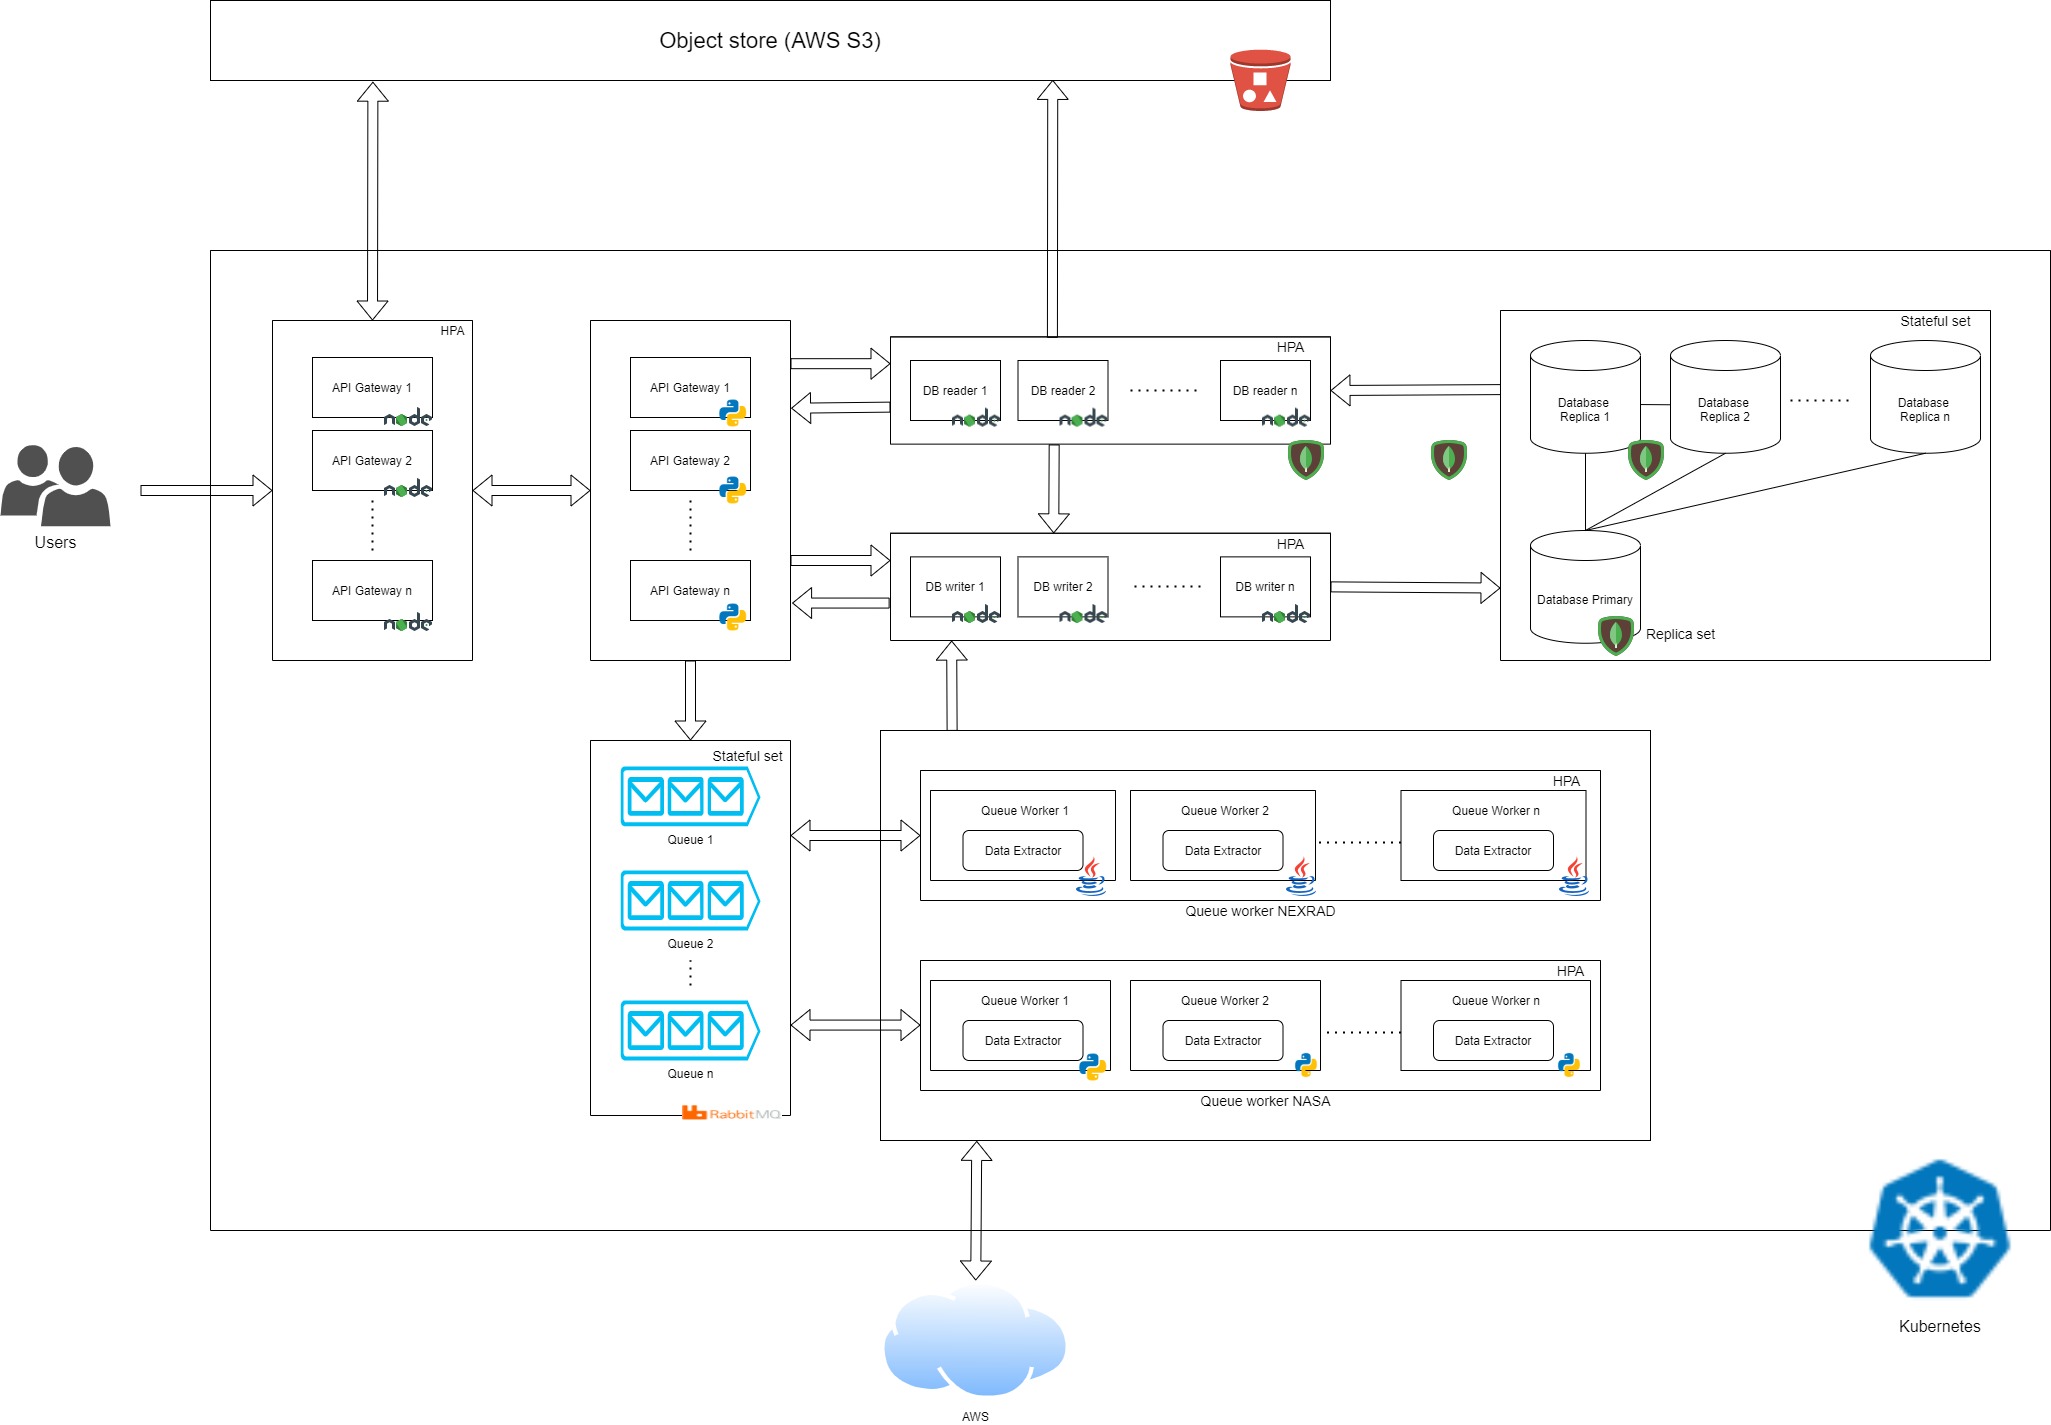 Object store (AWS S3)
Users
HPA
API Gateway 1
node
API Gateway 2
node
API Gateway n
node
API Gateway 1
API Gateway 2
API Gateway n
HPA
DB reader 1
node
DB reader 2
node
DB reader n
node
HPA
DB writer 1
node
DB writer 2
node
DB writer n
node
Stateful set
Database
Replica 1
Database
Replica 2
Database
Replica n
Database Primary
Replica set
Stateful set
Queue 1
Queue 2
Queue n
RabbitMQ
HPA
Queue Worker 1
Data Extractor
Queue Worker 2
Data Extractor
Queue Worker n
Data Extractor
Queue worker NEXRAD
HPA
Queue Worker 1
Data Extractor
Queue Worker 2
Data Extractor
Queue Worker n
Data Extractor
Queue worker NASA
Kubernetes
AWS